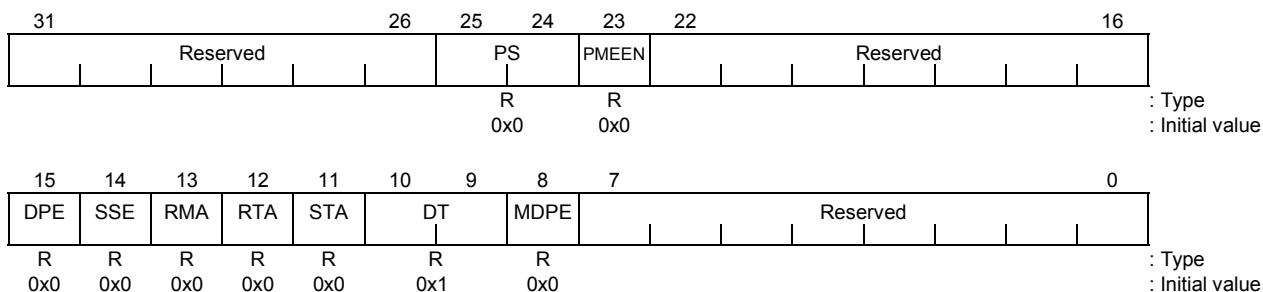 31 26 25 24 23 22 16
Reserved PS PMEEN Reserved
R R : Type
0x0 0x0 : Initial value
15 14 13 12 11 10 9 8 7 0
DPE SSE RMA RTA STA DT MDPE Reserved
R R R R R R R : Type
0x0 0x0 0x0 0x0 0x0 0x1 0x0 : Initial value